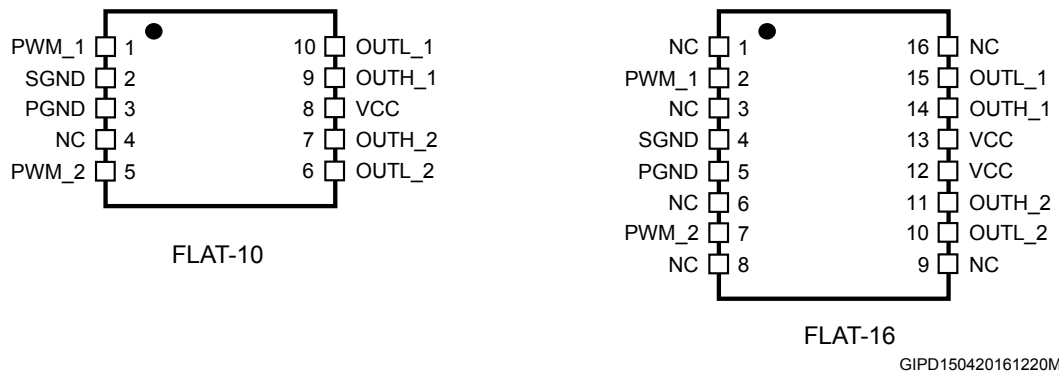 PWM_1 1 10 OUTL_1
SGND 2 9 OUTH_1
PGND 3 8 VCC
NC 4 7 OUTH_2
PWM_2 5 6 OUTL_2
FLAT-10
NC 1 16 NC
PWM_1 2 15 OUTL_1
NC 3 14 OUTH_1
SGND 4 13 VCC
PGND 5 12 VCC
NC 6 11 OUTH_2
PWM_2 7 10 OUTL_2
NC 8 9 NC
FLAT-16
GIPD150420161220M